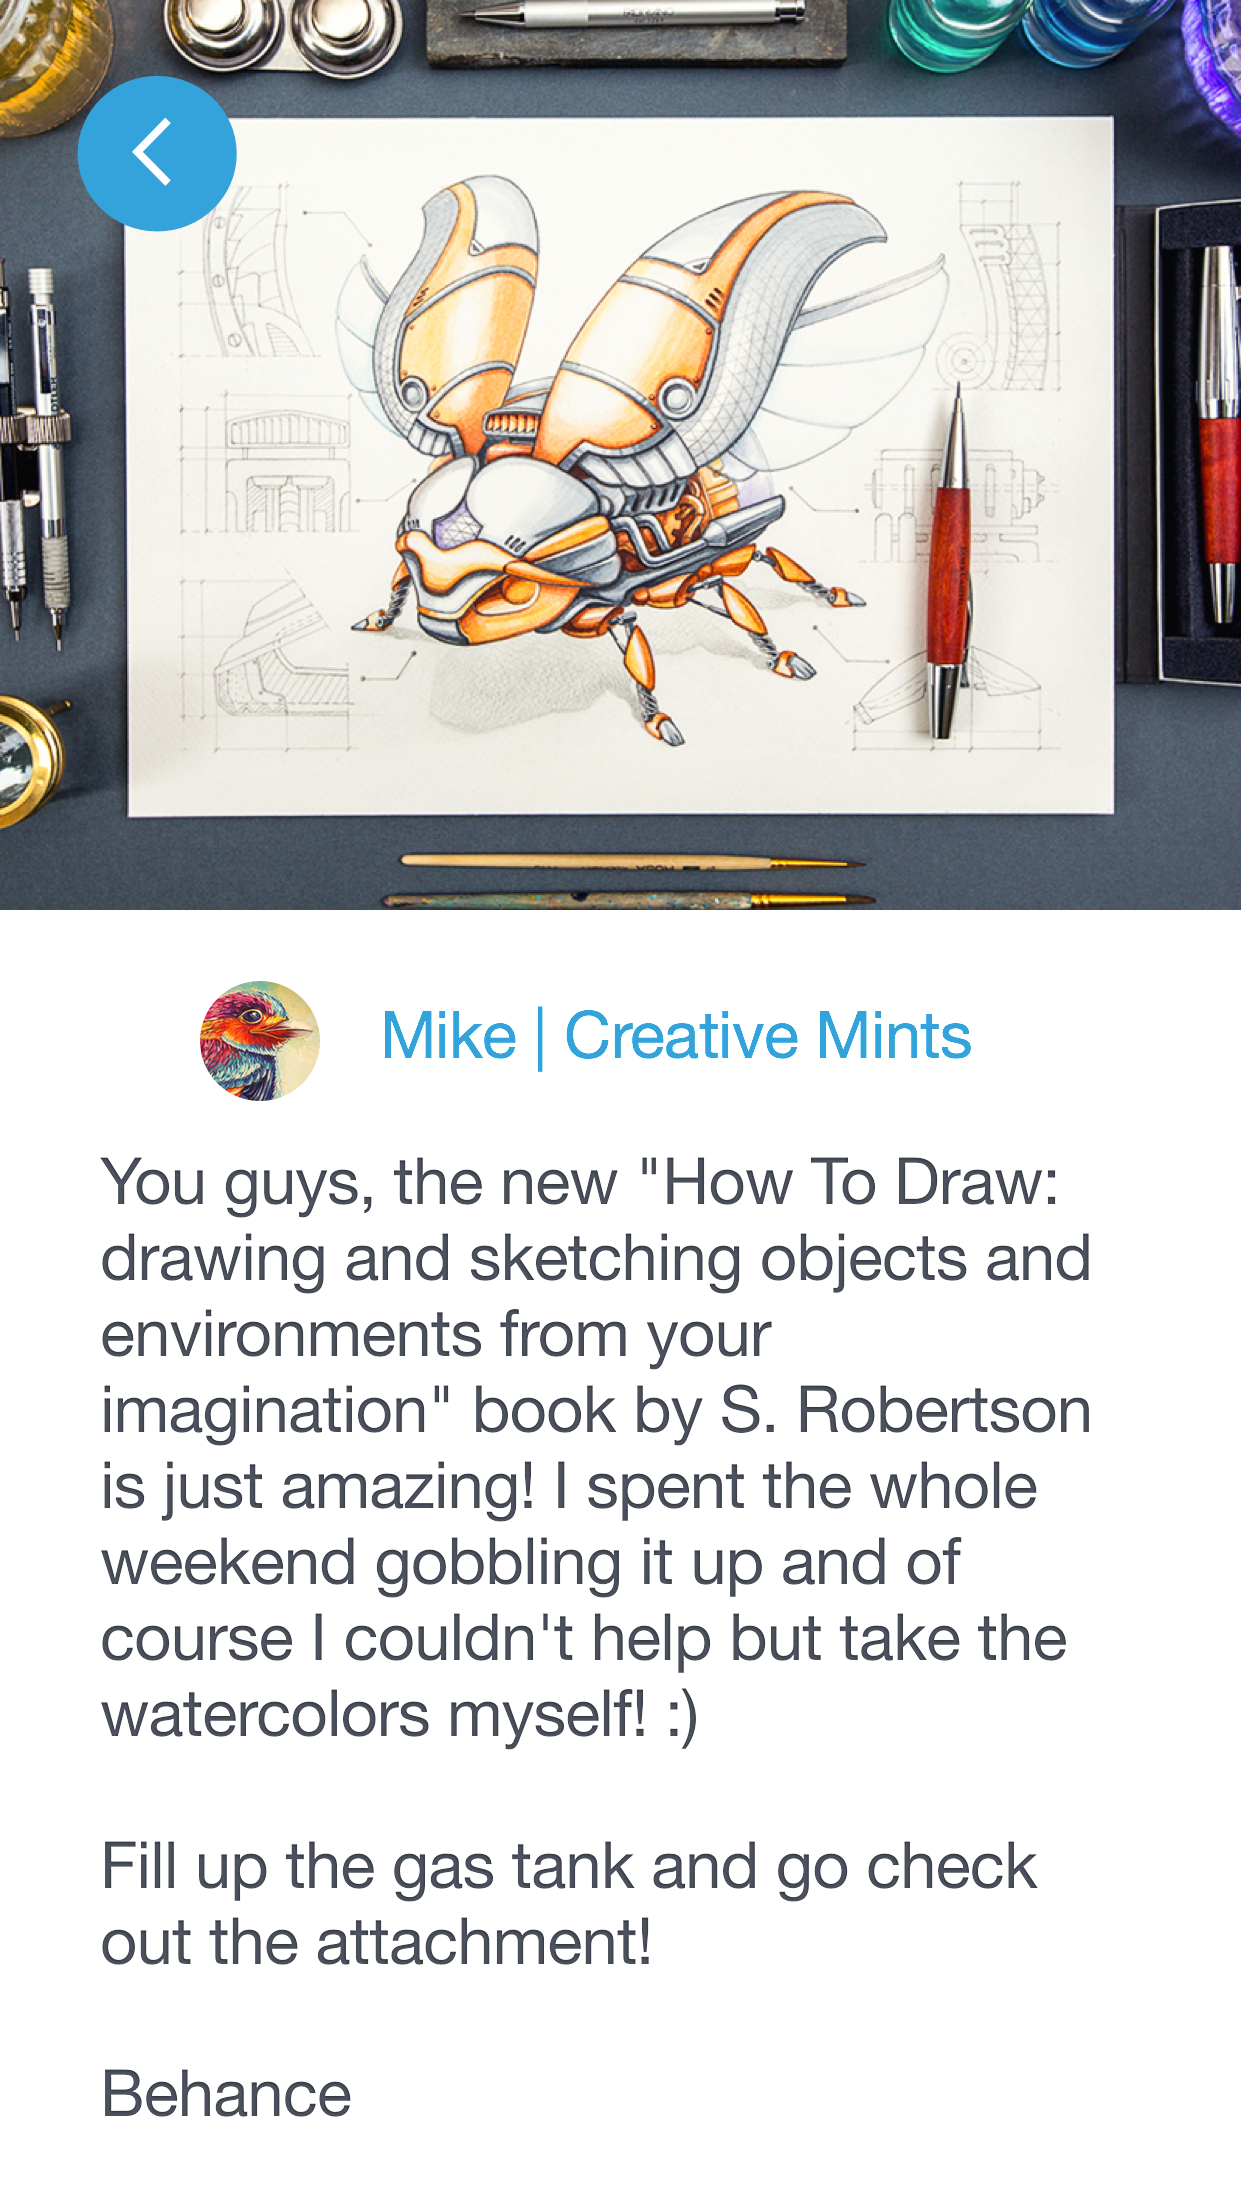 Mike | Creative Mints
You guys, the new "How To Draw:
drawing and sketching objects and
environments from your
imagination" book by S. Robertson
is just amazing! I spent the whole
weekend gobbling it up and of
course I couldn't help but take the
watercolors myself! :)
Fill up the gas tank and go check
out the attachment!
Behance